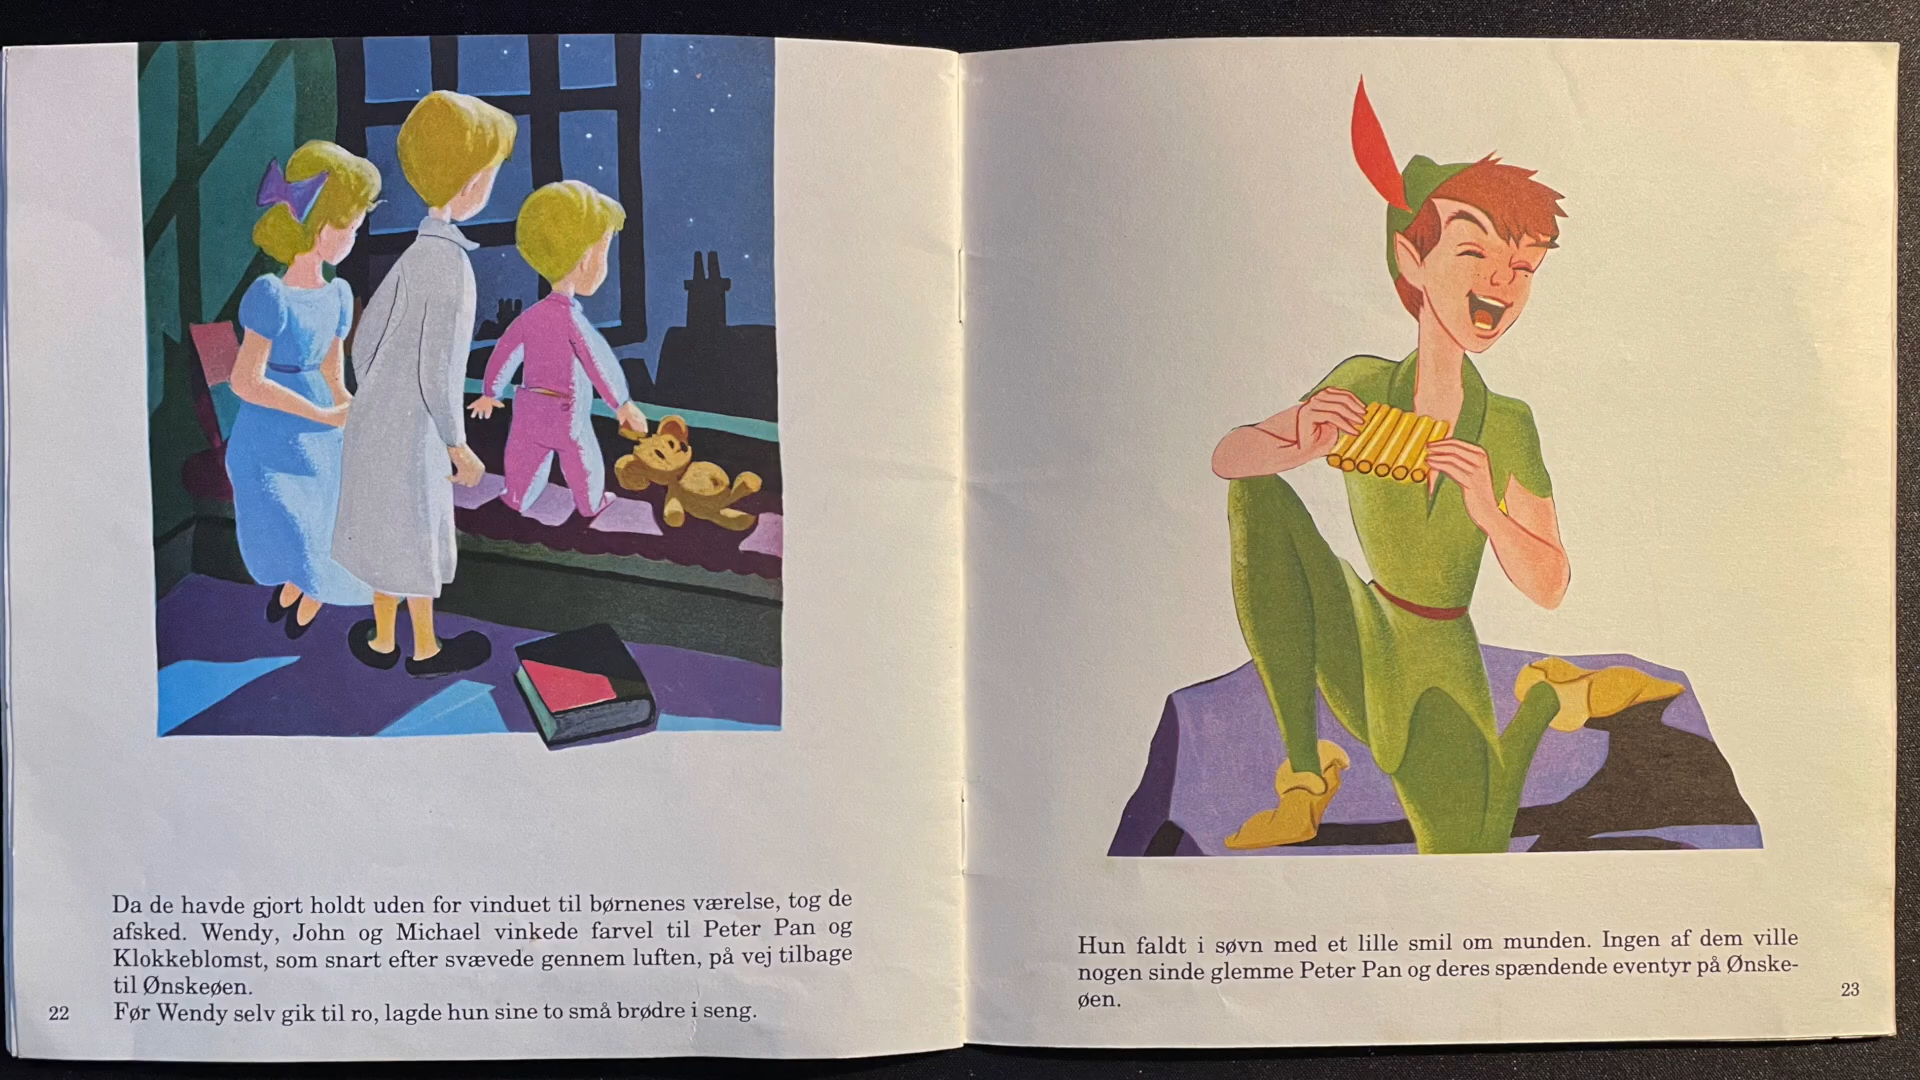 Da de havde gjort holdt uden for vinduet til børnenes værelse, tog de
afsked. Wendy, John og Michael vinkede farvel til Peter Pan og
Klokkeblomst, som snart efter svævede gennem luften, på vej tilbage
til Ønskeøen.
Før Wendy selv gik til ro, lagde hun sine to små brødre i seng.
22
Hun faldt i søvn med et lille smil om munden. Ingen af dem ville
nogen sinde glemme Peter Pan og deres spændende eventyr på Ønske-
øen.
23